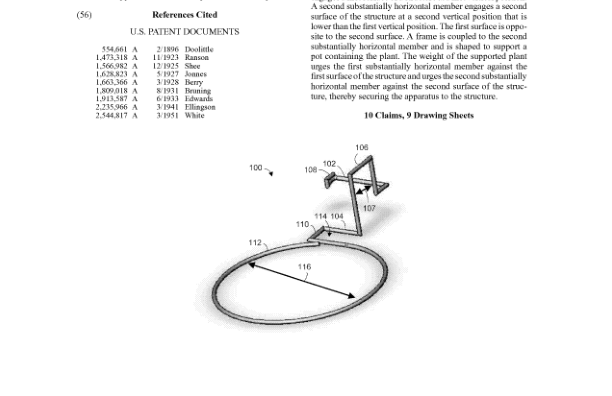 (56) References Cited
U.S. PATENT DOCUMENTS
554,661 A 2/1896 Doolittle
1,473,318 A 11/1923 Ranson
1,566,982 A 12/1925 Shee
1,628,823 A 5/1927 Jonnes
1,663,366 A 3/1928 Berry
1,809,018 A 8/1931 Bruning
1,913,587 A 6/1933 Edwards
2,235,966 A 3/1941 Ellingson
2,544,817 A 3/1951 White
A second substantially horizontal member engages a second
surface of the structure at a second vertical position that is
lower than the first vertical position. The first surface is oppo-
site to the second surface. A frame is coupled to the second
substantially horizontal member and is shaped to support a
pot containing the plant. The weight of the supported plant
urges the first substantially horizontal member against the
first surface of the structure and urges the second substantially
horizontal member against the second surface of the struc-
ture, thereby securing the apparatus to the structure.
10 Claims, 9 Drawing Sheets
106
102
108
100
107
114 104
110
112
116